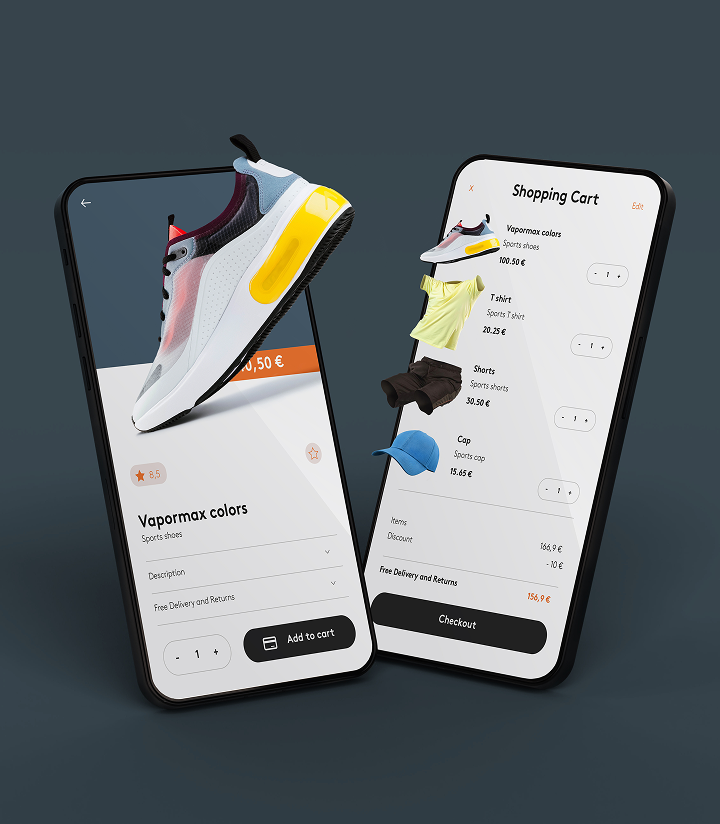 0,50 €
8,5
Vapormax colors
Sports shoes
Description
Free Delivery and Returns
- 1 +
Add to cart
X
Shopping Cart
Edit
Vapormax colors
Sports shoes
100.50 €
- 1 +
T shirt
Sports T shirt
20.25 €
- 1 +
Shorts
Sports shorts
30.50 €
- 1 +
Cap
Sports cap
15.65 €
- 1 +
Items
166,9 €
Discount
- 10 €
Free Delivery and Returns
156,9 €
Checkout